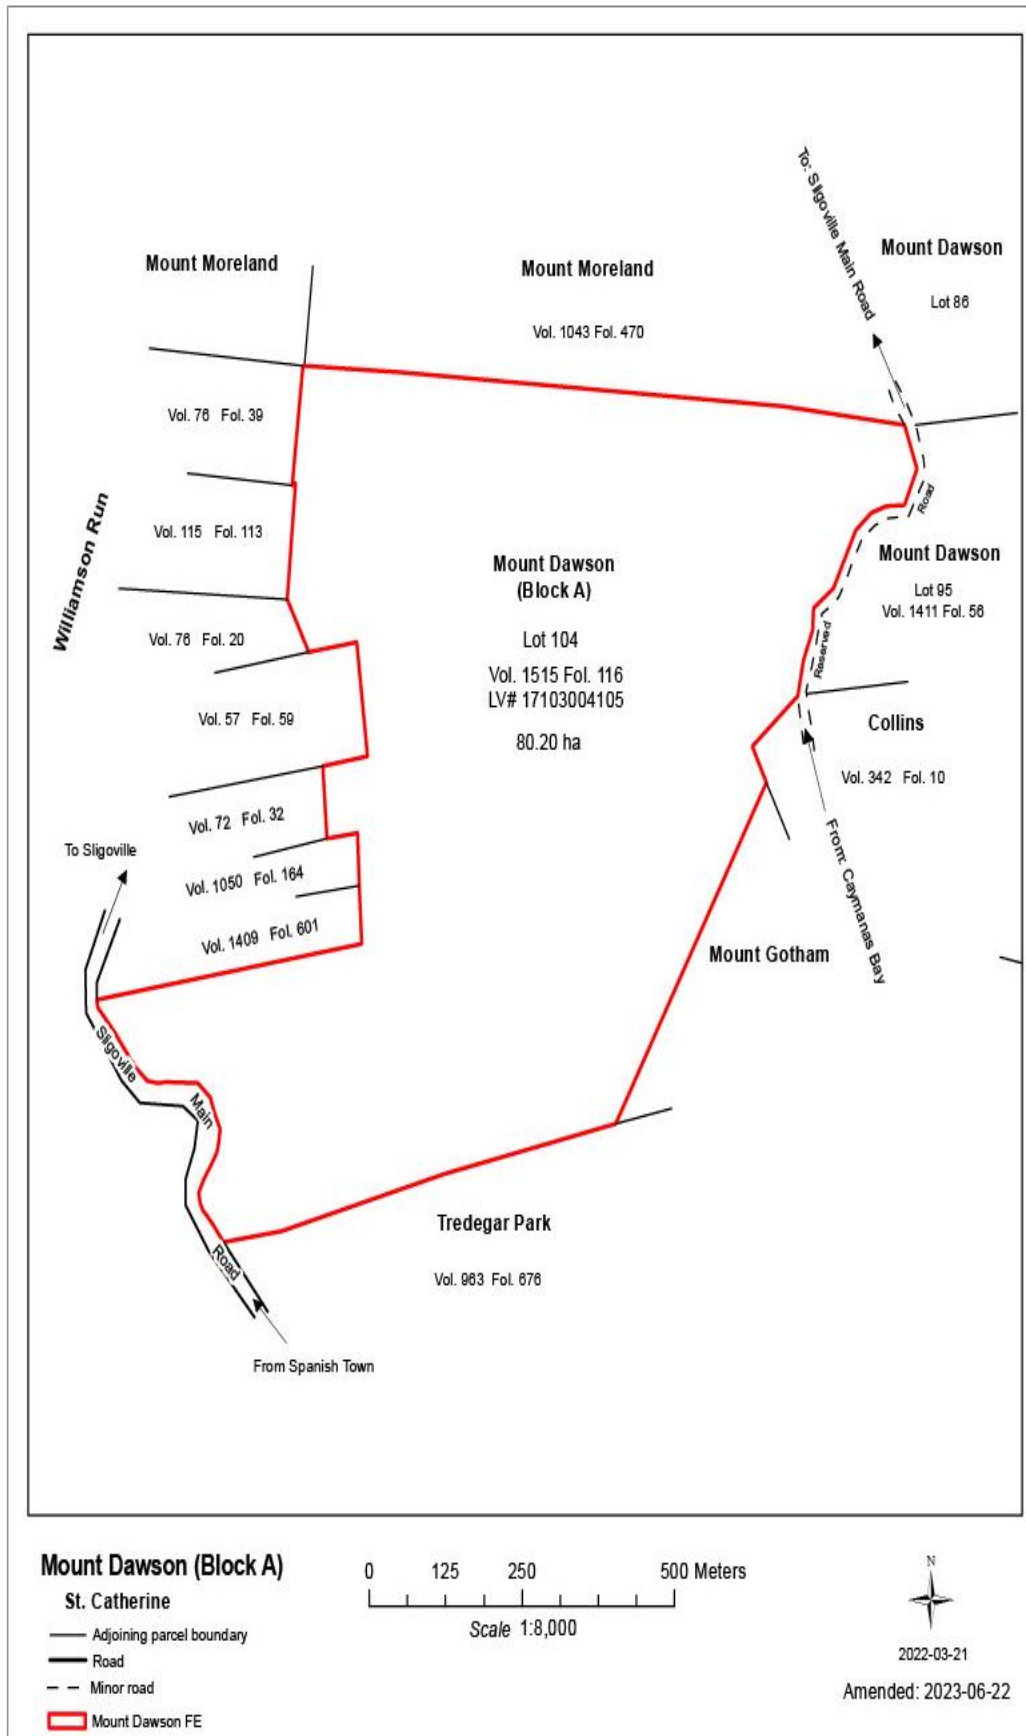 To: Sligoville Main Road
Mount Dawson
Lot 86
Mount Moreland
Mount Moreland
Vol. 1043 Fol. 470
Vol. 76 Fol. 39
Road
Vol. 115 Fol. 113
Williamson Run
Mount Dawson
(Block A)
Lot 104
Vol. 1515 Fol. 116
LV# 17103004105
80.20 ha
Mount Dawson
Lot 95
Vol. 1411 Fol. 56
Reserved
Vol. 76 Fol. 20
Vol. 57 Fol. 59
Collins
Vol. 342 Fol. 10
Vol. 72 Fol. 32
To Sligoville
Vol. 1050 Fol. 164
Vol. 1409 Fol. 601
From: Caymanas Bay
Mount Gotham
Sligoville
Main
Road
Tredegar Park
Vol. 963 Fol. 676
From Spanish Town
Mount Dawson (Block A)
St. Catherine
Adjoining parcel boundary
Road
Minor road
Mount Dawson FE
0 125 250 500 Meters
Scale 1:8,000
N
2022-03-21
Amended: 2023-06-22